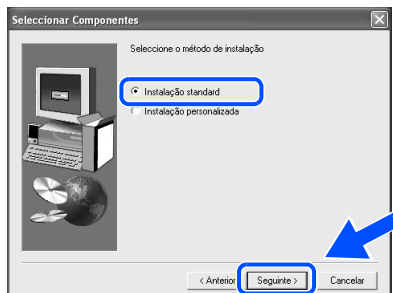 Seleccionar Componentes
Seleccione o método de instalação
Instalação standard
Instalação personalizada
< Anterior Seguinte > Cancelar